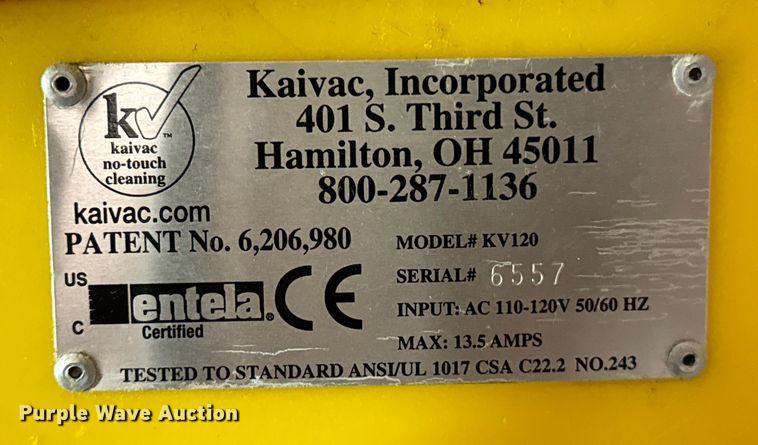 kv™
kaivac
no-touch
cleaning
kaivac.com
Kaivac, Incorporated
401 S. Third St.
Hamilton, OH 45011
800-287-1136
PATENT No. 6,206,980
MODEL# KV120
SERIAL# 6557
INPUT: AC 110-120V 50/60 HZ
MAX: 13.5 AMPS
US
C
entela®
Certified
CE
TESTED TO STANDARD ANSI/UL 1017 CSA C22.2 NO.243
Purple Wave Auction